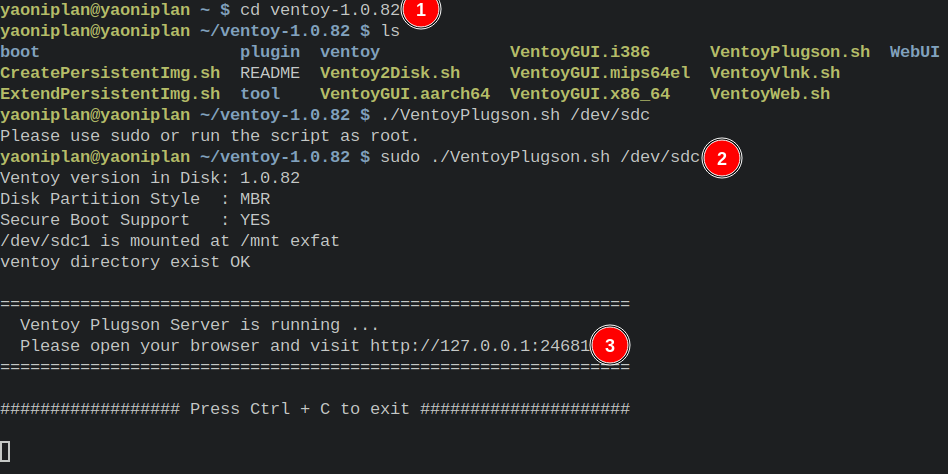 yaoniplan@yaoniplan ~ $ cd ventoy-1.0.82 1
yaoniplan@yaoniplan ~/ventoy-1.0.82 $ ls
boot plugin ventoy VentoyGUI.i386 VentoyPlugson.sh WebUI
CreatePersistentImg.sh README Ventoy2Disk.sh VentoyGUI.mips64el VentoyVlnk.sh
ExtendPersistentImg.sh tool VentoyGUI.aarch64 VentoyGUI.x86_64 VentoyWeb.sh
yaoniplan@yaoniplan ~/ventoy-1.0.82 $ ./VentoyPlugson.sh /dev/sdc
Please use sudo or run the script as root.
yaoniplan@yaoniplan ~/ventoy-1.0.82 $ sudo ./VentoyPlugson.sh /dev/sdc 2
Ventoy version in Disk: 1.0.82
Disk Partition Style  : MBR
Secure Boot Support   : YES
/dev/sdc1 is mounted at /mnt exfat
ventoy directory exist OK
===============================================================
Ventoy Plugson Server is running ...
Please open your browser and visit http://127.0.0.1:24681 3
===============================================================
################## Press Ctrl + C to exit #####################